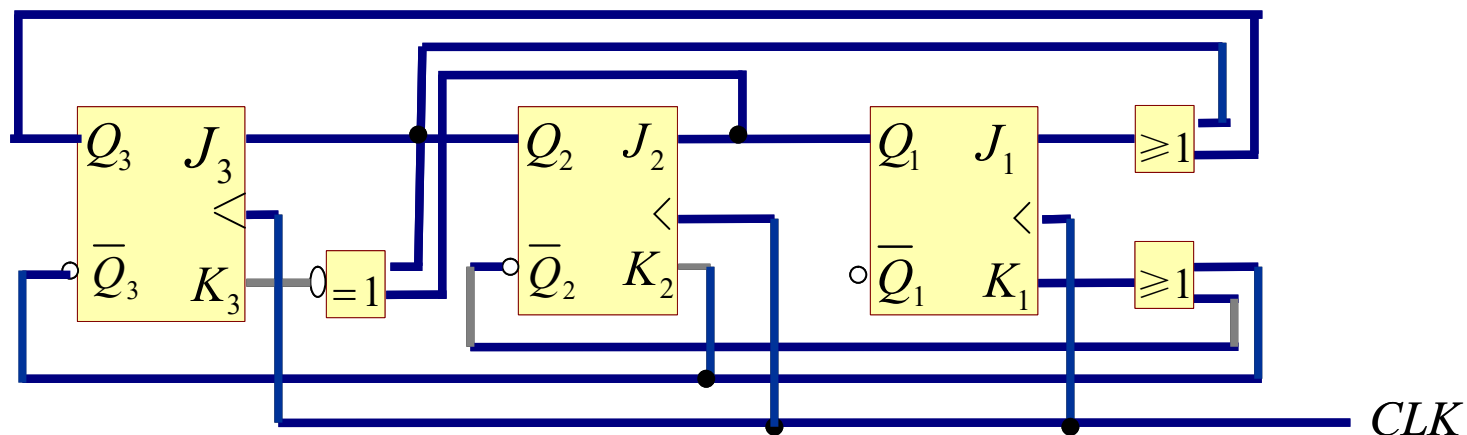 Q₃ J₃ Q₂ J₂ Q₁ J₁ ≥1
Q̅₃ K₃ =1 Q̅₂ K₂ Q̅₁ K₁ ≥1
CLK